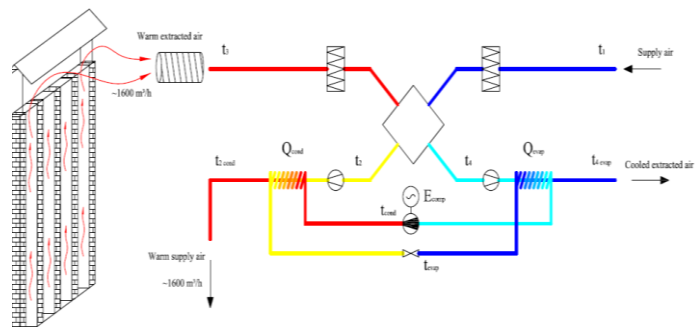 Warm extracted air
t3
t1
Supply air
~1600 m³/h
Qcond
t2
t4
Qevap
t2 cond
t4 evap
Ecomp
Cooled extracted air
tcond
Warm supply air
tevap
~1600 m³/h